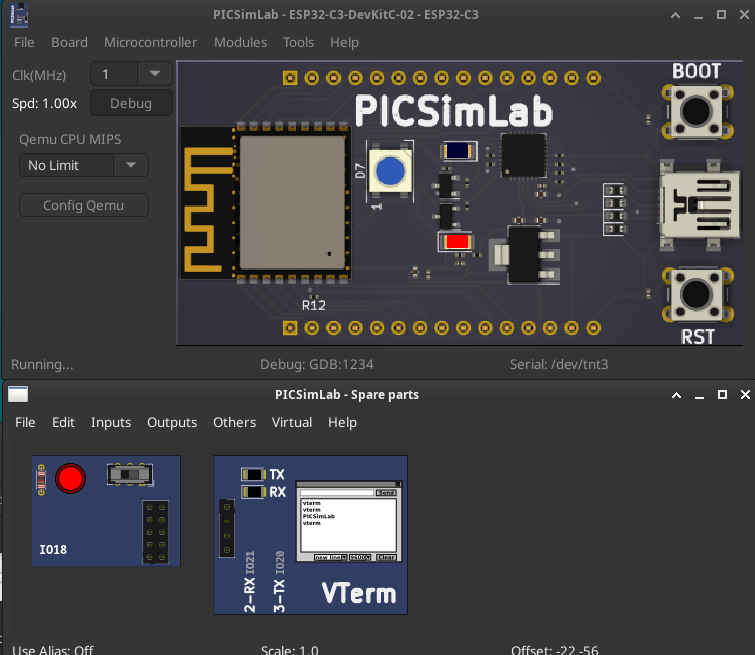 PICSimLab - ESP32-C3-DevKitC-02 - ESP32-C3
File Board Microcontroller Modules Tools Help
Clk(MHz) 1
Spd: 1.00x Debug
Qemu CPU MIPS
No Limit
Config Qemu
BOOT
PICSimLab
D7
1
R12
RST
Running... Debug: GDB:1234 Serial: /dev/tnt3
PICSimLab - Spare parts
File Edit Inputs Outputs Others Virtual Help
IO18
TX
RX
Send
vterm
vterm
PICSimLab
vterm
new line 9600 Clear
2-RX IO21
3-TX IO20
VTerm
Use Alias: Off Scale: 1.0 Offset: -22 -56